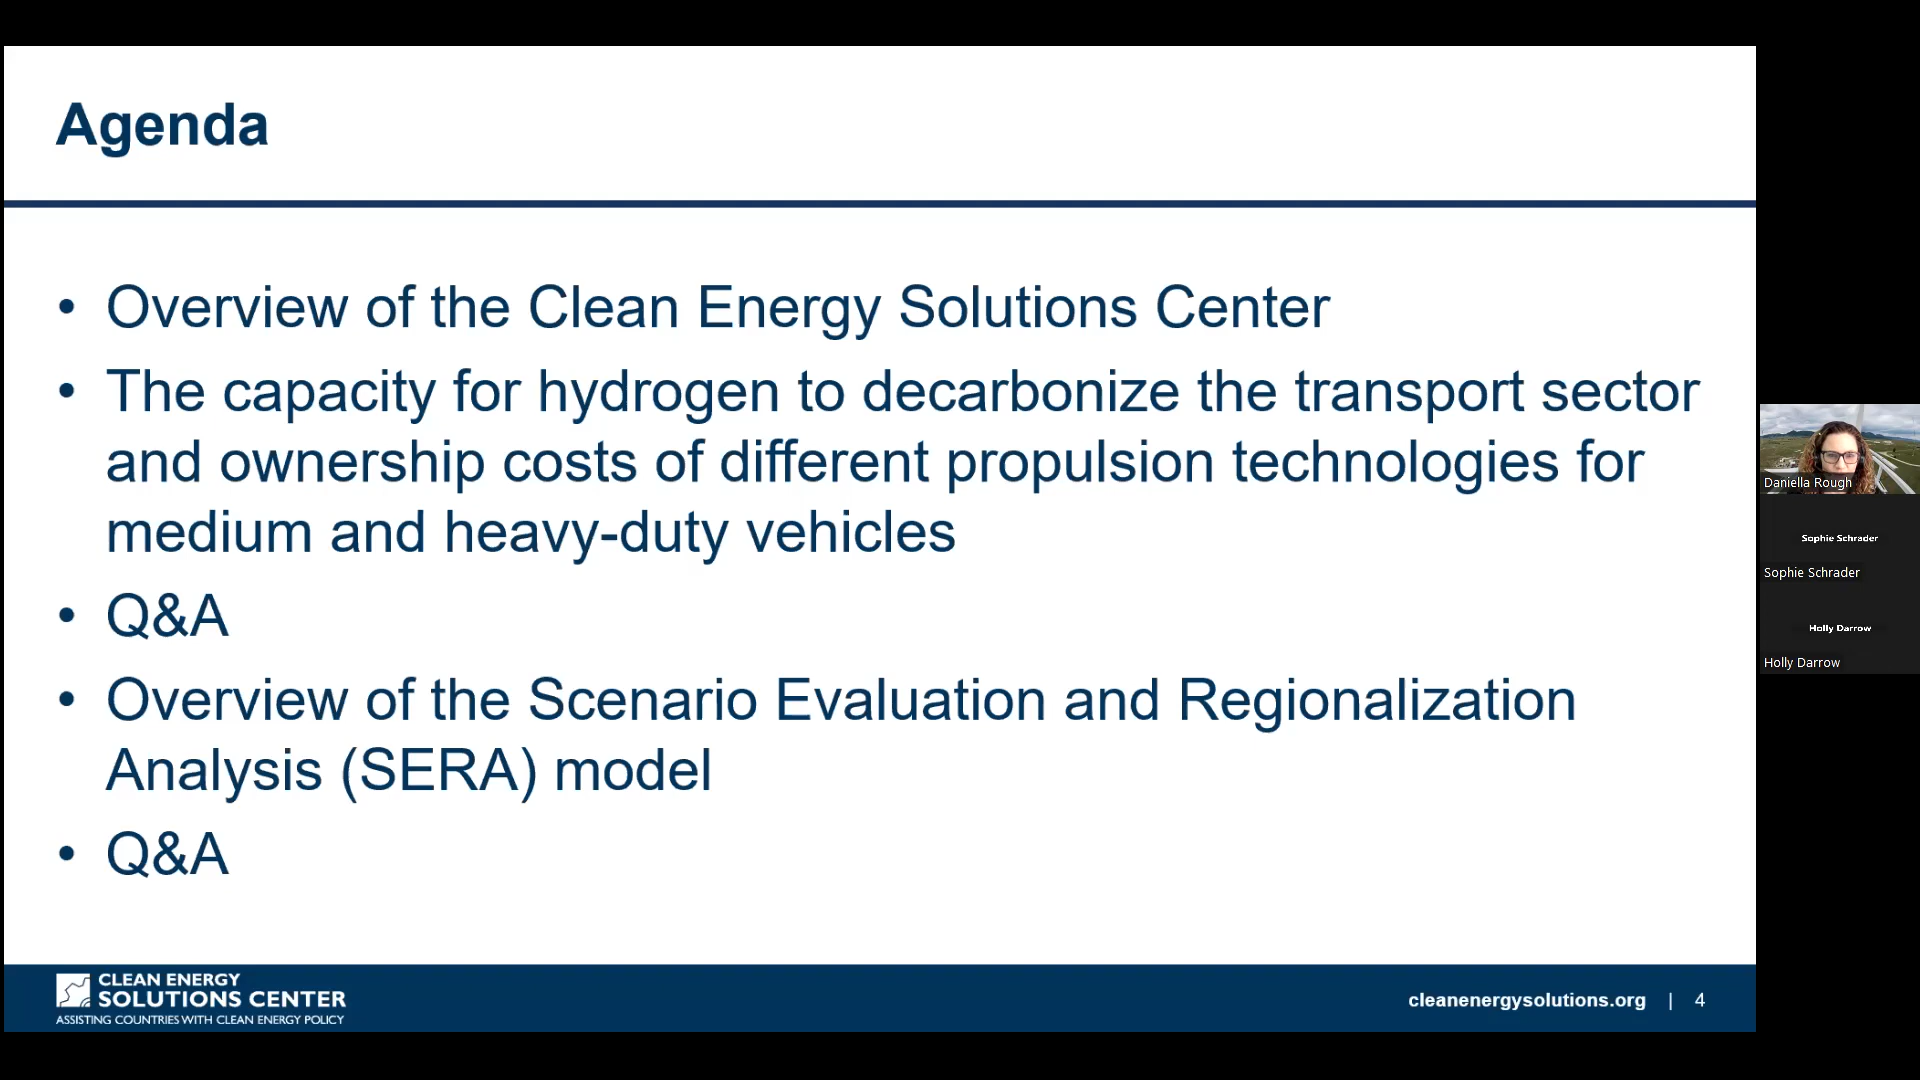 Agenda
• Overview of the Clean Energy Solutions Center
• The capacity for hydrogen to decarbonize the transport sector
and ownership costs of different propulsion technologies for
medium and heavy-duty vehicles
• Q&A
• Overview of the Scenario Evaluation and Regionalization
Analysis (SERA) model
• Q&A
CLEAN ENERGY
SOLUTIONS CENTER
ASSISTING COUNTRIES WITH CLEAN ENERGY POLICY
cleanenergysolutions.org | 4
Daniella Rough
Sophie Schrader
Sophie Schrader
Holly Darrow
Holly Darrow